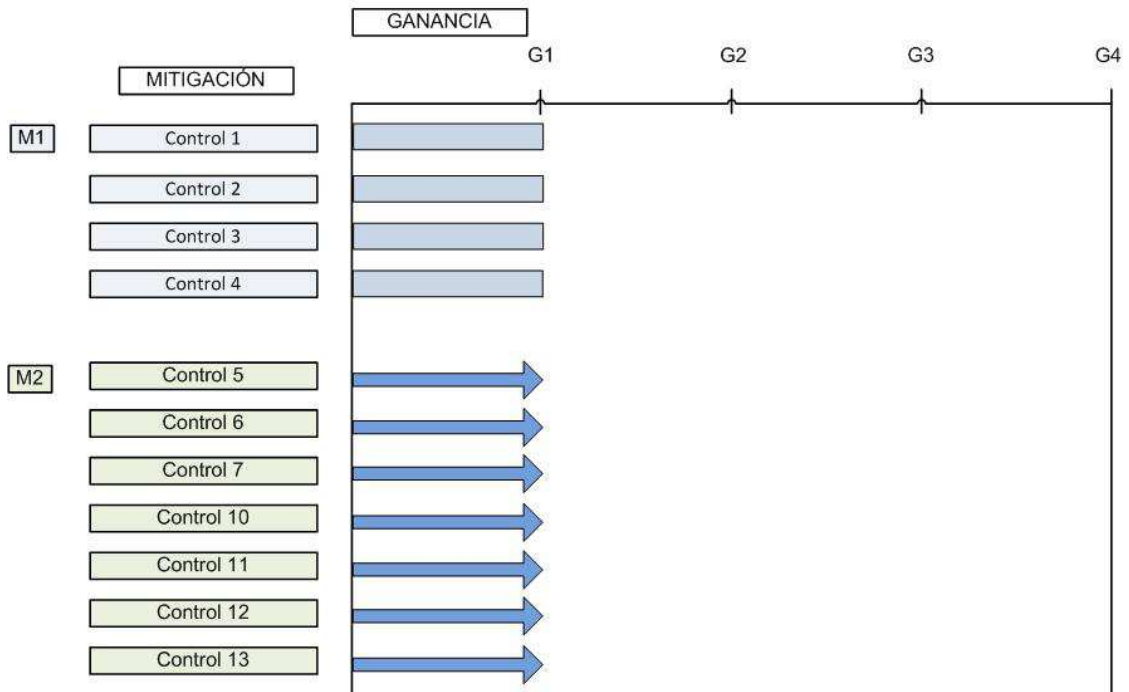 GANANCIA
G1 G2 G3 G4
MITIGACIÓN
M1 Control 1
Control 2
Control 3
Control 4
M2 Control 5
Control 6
Control 7
Control 10
Control 11
Control 12
Control 13